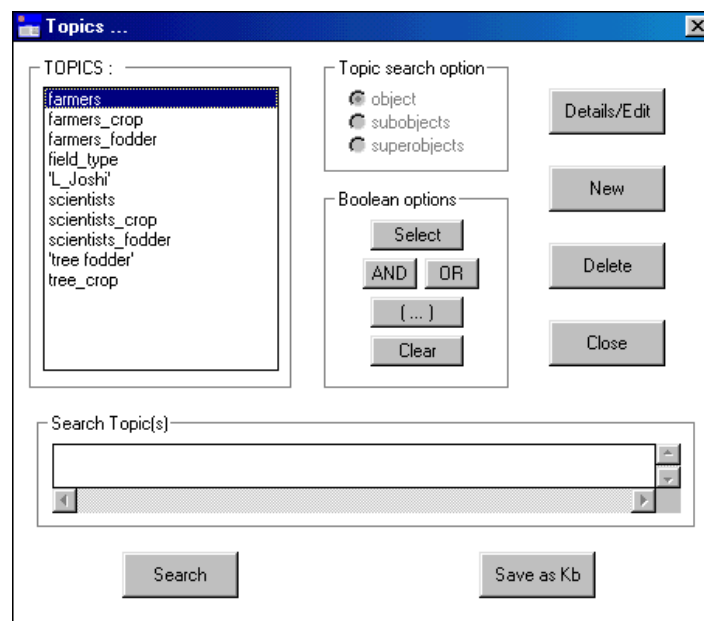 Topics ...
TOPICS :
farmers
farmers_crop
farmers_fodder
field_type
'L_Joshi'
scientists
scientists_crop
scientists_fodder
'tree fodder'
tree_crop
Topic search option
object
subobjects
superobjects
Boolean options
Select
AND OR
( ... )
Clear
Details/Edit
New
Delete
Close
Search Topic(s)
Search
Save as Kb